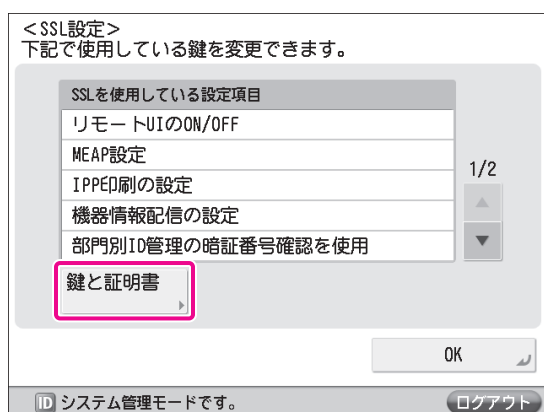 ＜SSL設定＞
下記で使用している鍵を変更できます。
SSLを使用している設定項目
リモートUIのON/OFF
MEAP設定
IPP印刷の設定
機器情報配信の設定
部門別ID管理の暗証番号確認を使用
1/2
鍵と証明書
OK
ID システム管理モードです。 ログアウト